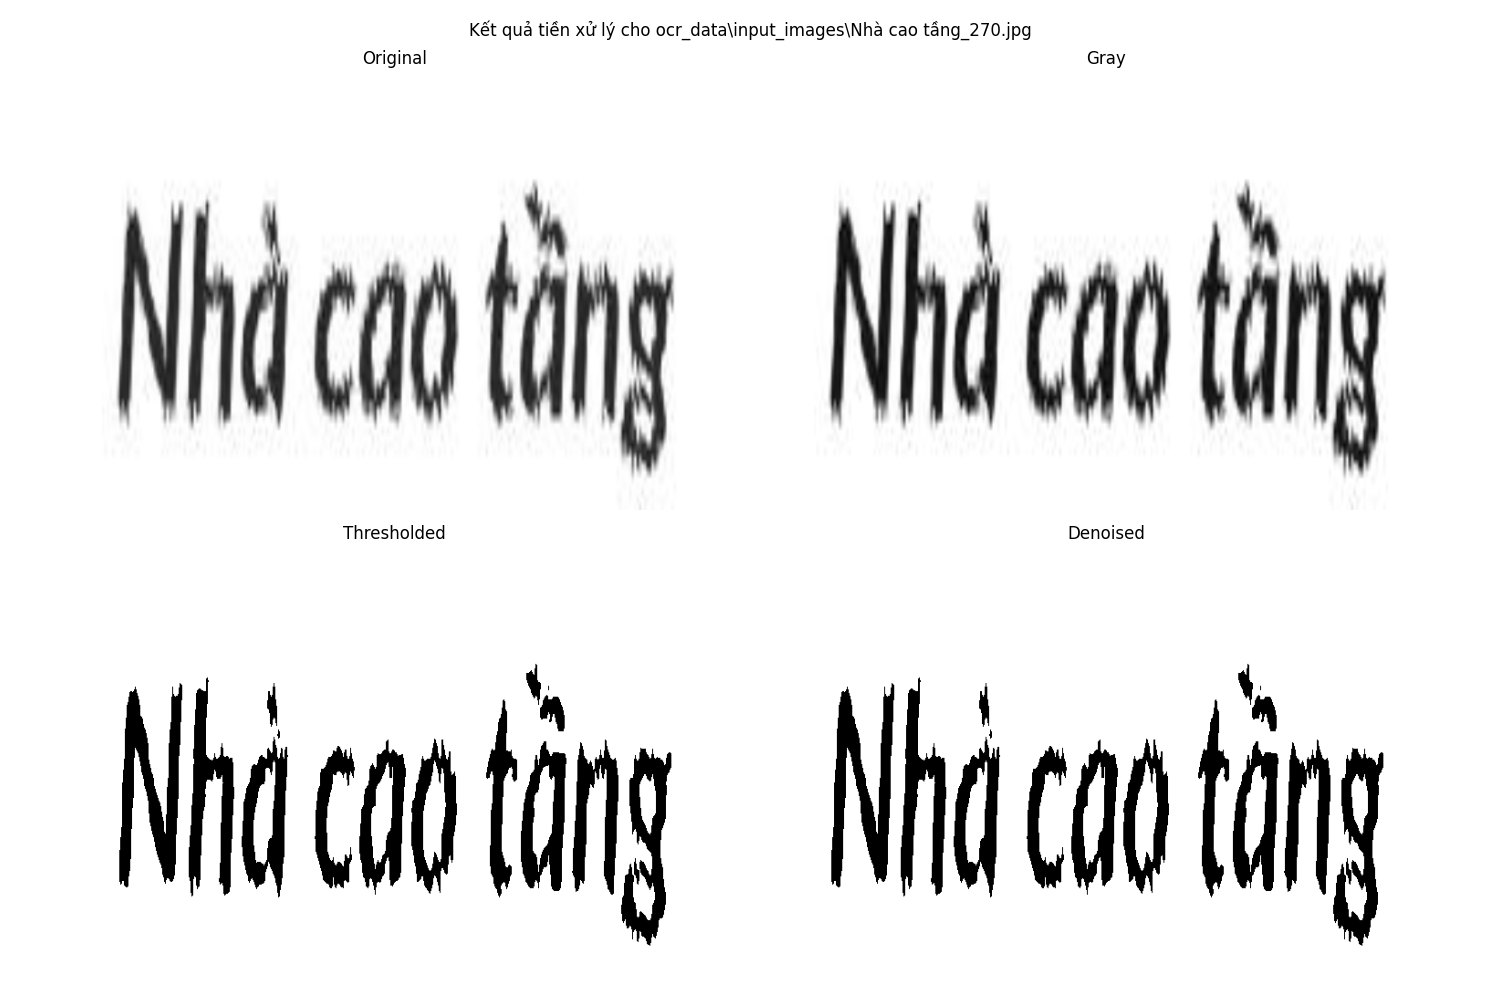 Kết quả tiền xử lý cho ocr_data\input_images\Nhà cao tầng_270.jpg
Original
Gray
Nhà cao tầng
Nhà cao tầng
Thresholded
Denoised
Nhà cao tầng
Nhà cao tầng